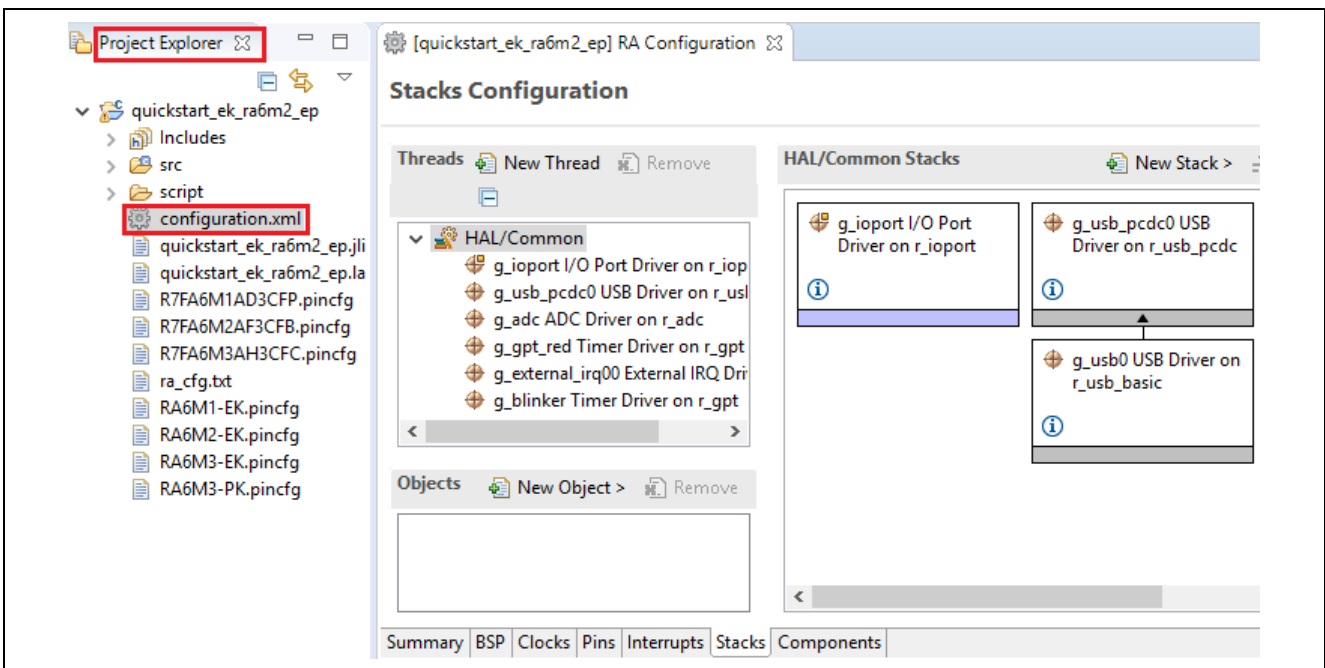 Project Explorer
quickstart_ek_ra6m2_ep
Includes
src
script
configuration.xml
quickstart_ek_ra6m2_ep.jli
quickstart_ek_ra6m2_ep.la
R7FA6M1AD3CFP.pincfg
R7FA6M2AF3CFB.pincfg
R7FA6M3AH3CFC.pincfg
ra_cfg.txt
RA6M1-EK.pincfg
RA6M2-EK.pincfg
RA6M3-EK.pincfg
RA6M3-PK.pincfg
[quickstart_ek_ra6m2_ep] RA Configuration
Stacks Configuration
Threads New Thread Remove
HAL/Common
g_ioport I/O Port Driver on r_iop
g_usb_pcdc0 USB Driver on r_usl
g_adc ADC Driver on r_adc
g_gpt_red Timer Driver on r_gpt
g_external_irq00 External IRQ Dri
g_blinker Timer Driver on r_gpt
Objects New Object > Remove
HAL/Common Stacks New Stack >
g_ioport I/O Port
Driver on r_ioport
g_usb_pcdc0 USB
Driver on r_usb_pcdc
g_usb0 USB Driver on
r_usb_basic
Summary BSP Clocks Pins Interrupts Stacks Components